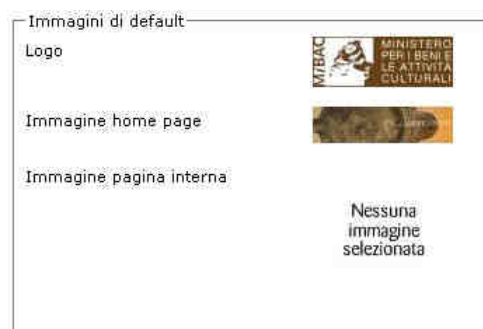 Immagini di default
Logo
MiBAC
MINISTERO
PER I BENI E
LE ATTIVITÀ
CULTURALI
Immagine home page
Immagine pagina interna
Nessuna
immagine
selezionata